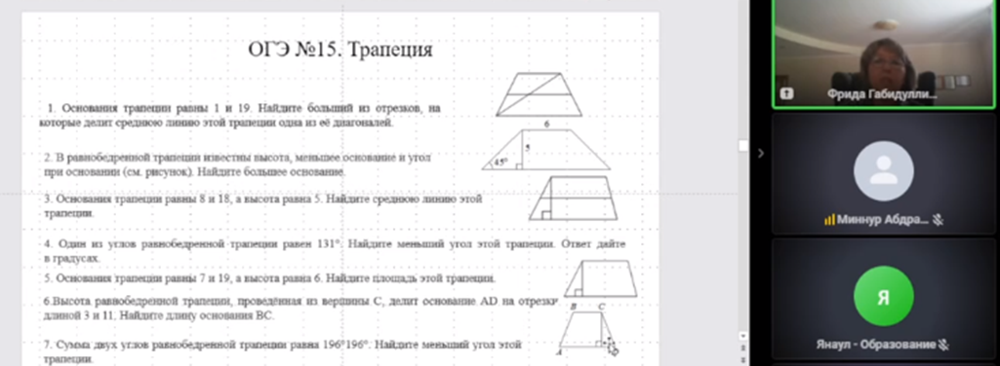 ОГЭ №15. Трапеция
1. Основания трапеции равны 1 и 19. Найдите больший из отрезков, на
которые делит среднюю линию этой трапеции одна из её диагоналей.
6
2. В равнобедренной трапеции известны высота, меньшее основание и угол
при основании (см. рисунок). Найдите большее основание.
5
45°
3. Основания трапеции равны 8 и 18, а высота равна 5. Найдите среднюю линию этой
трапеции.
4. Один из углов равнобедренной трапеции равен 131°. Найдите меньший угол этой трапеции. Ответ дайте
в градусах.
5. Основания трапеции равны 7 и 19, а высота равна 6. Найдите площадь этой трапеции.
6.Высота равнобедренной трапеции, проведённая из вершины C, делит основание AD на отрезки
длиной 3 и 11. Найдите длину основания BC.
B C
A
7. Сумма двух углов равнобедренной трапеции равна 196°196°. Найдите меньший угол этой
трапеции.
Фрида Габидулли...
Миннур Абдра...
Я
Янаул - Образование